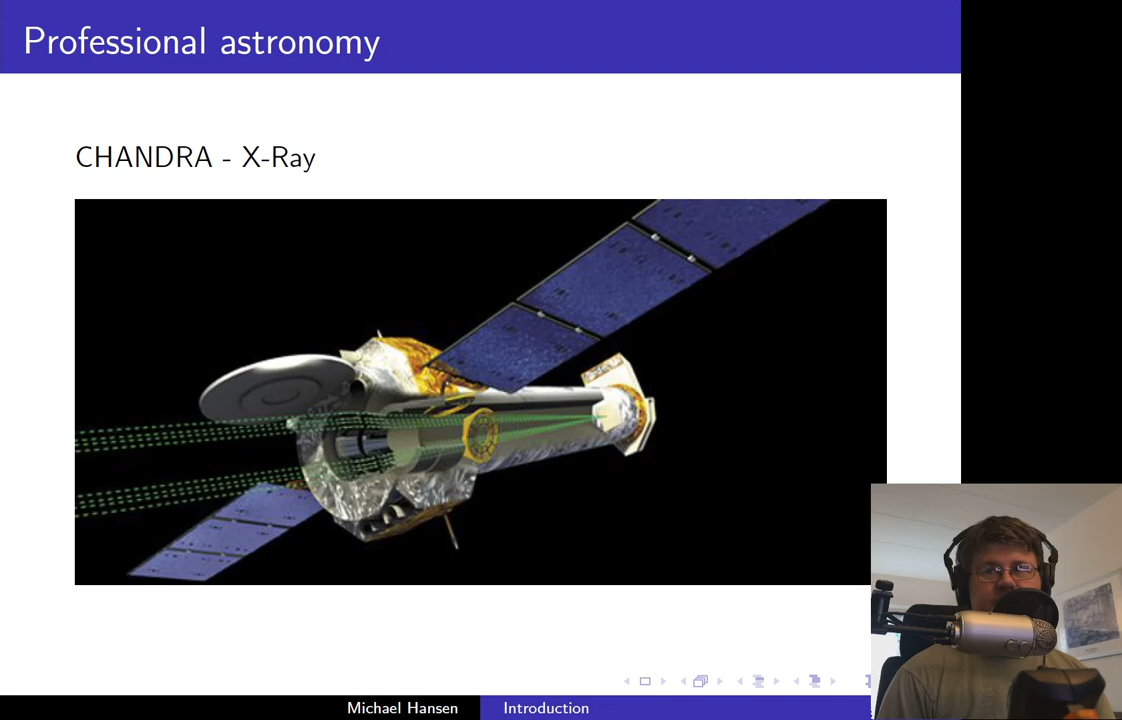 Professional astronomy
CHANDRA - X-Ray
Michael Hansen
Introduction